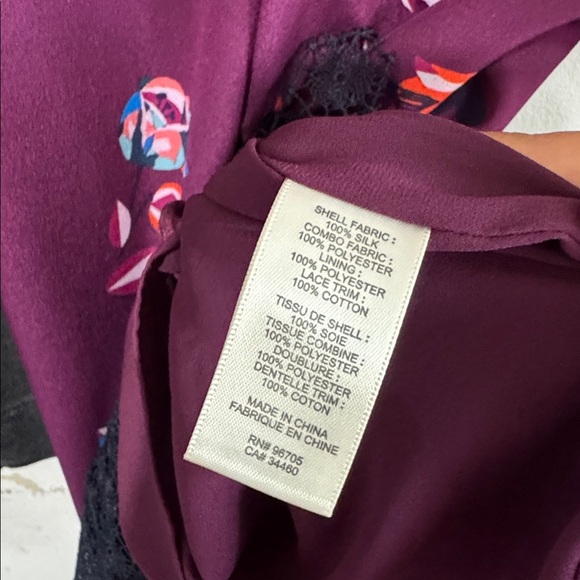 SHELL FABRIC :
100% SILK
COMBO FABRIC :
100% POLYESTER
LINING :
100% POLYESTER
LACE TRIM :
100% COTTON
TISSU DE SHELL :
100% SOIE
TISSUE COMBINE :
100% POLYESTER
DOUBLURE :
100% POLYESTER
DENTELLE TRIM :
100% COTON
MADE IN CHINA
FABRIQUE EN CHINE
RN# 96705
CA# 34460